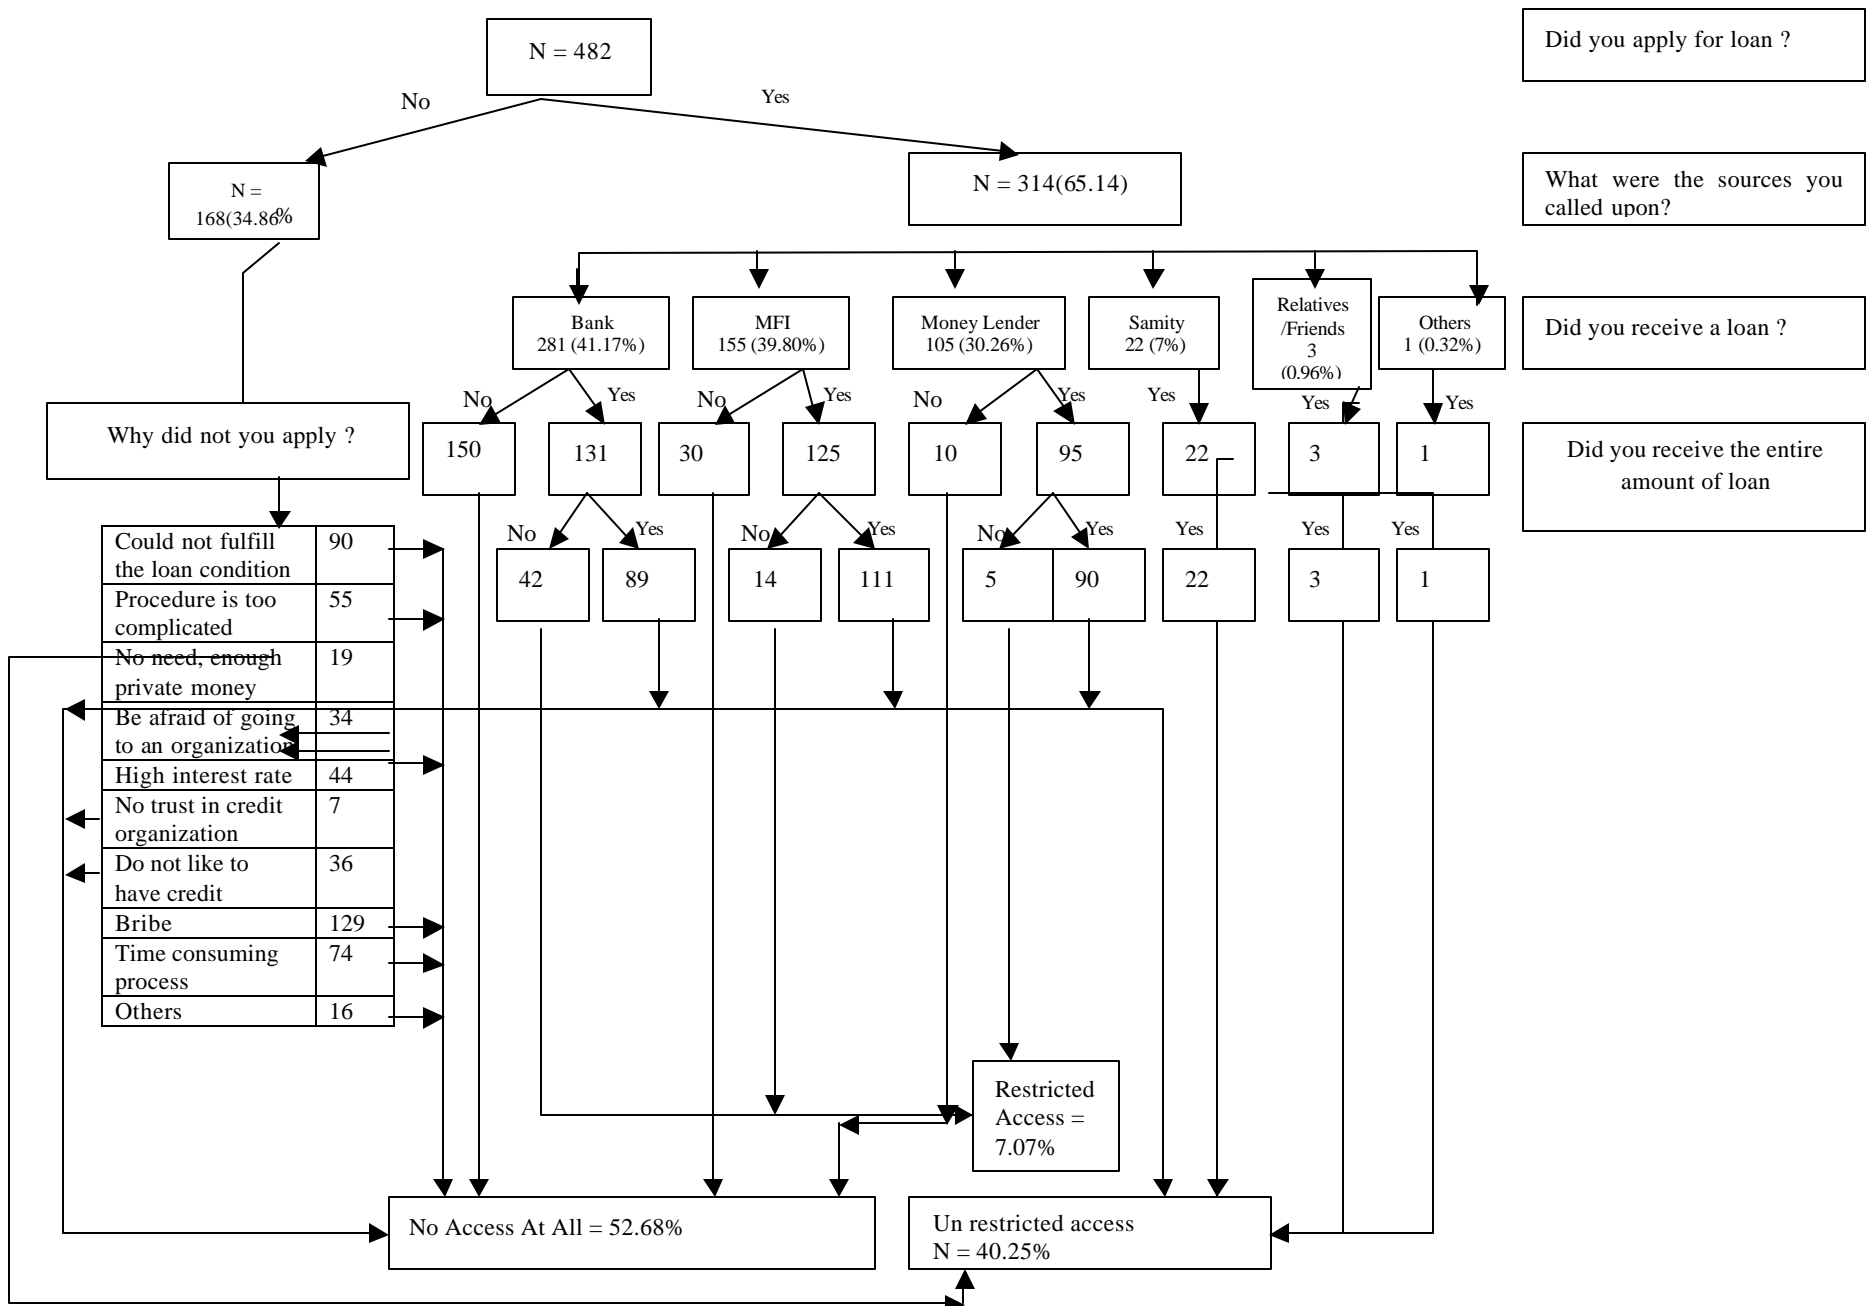 N = 482
Did you apply for loan ?
No
Yes
N =
168(34.86%
N = 314(65.14)
What were the sources you
called upon?
Bank
281 (41.17%)
MFI
155 (39.80%)
Money Lender
105 (30.26%)
Samity
22 (7%)
Relatives
/Friends
3
(0.96%)
Others
1 (0.32%)
Did you receive a loan ?
No
Yes
No
Yes
No
Yes
Yes
Yes
Yes
Why did not you apply ?
150
131
30
125
10
95
22
3
1
Did you receive the entire
amount of loan
No
Yes
No
Yes
No
Yes
Yes
Yes
Yes
42
89
14
111
5
90
22
3
1
Could not fulfill
the loan condition
90
Procedure is too
complicated
55
No need, enough
private money
19
Be afraid of going
to an organization
34
High interest rate
44
No trust in credit
organization
7
Do not like to
have credit
36
Bribe
129
Time consuming
process
74
Others
16
Restricted
Access =
7.07%
No Access At All = 52.68%
Un restricted access
N = 40.25%